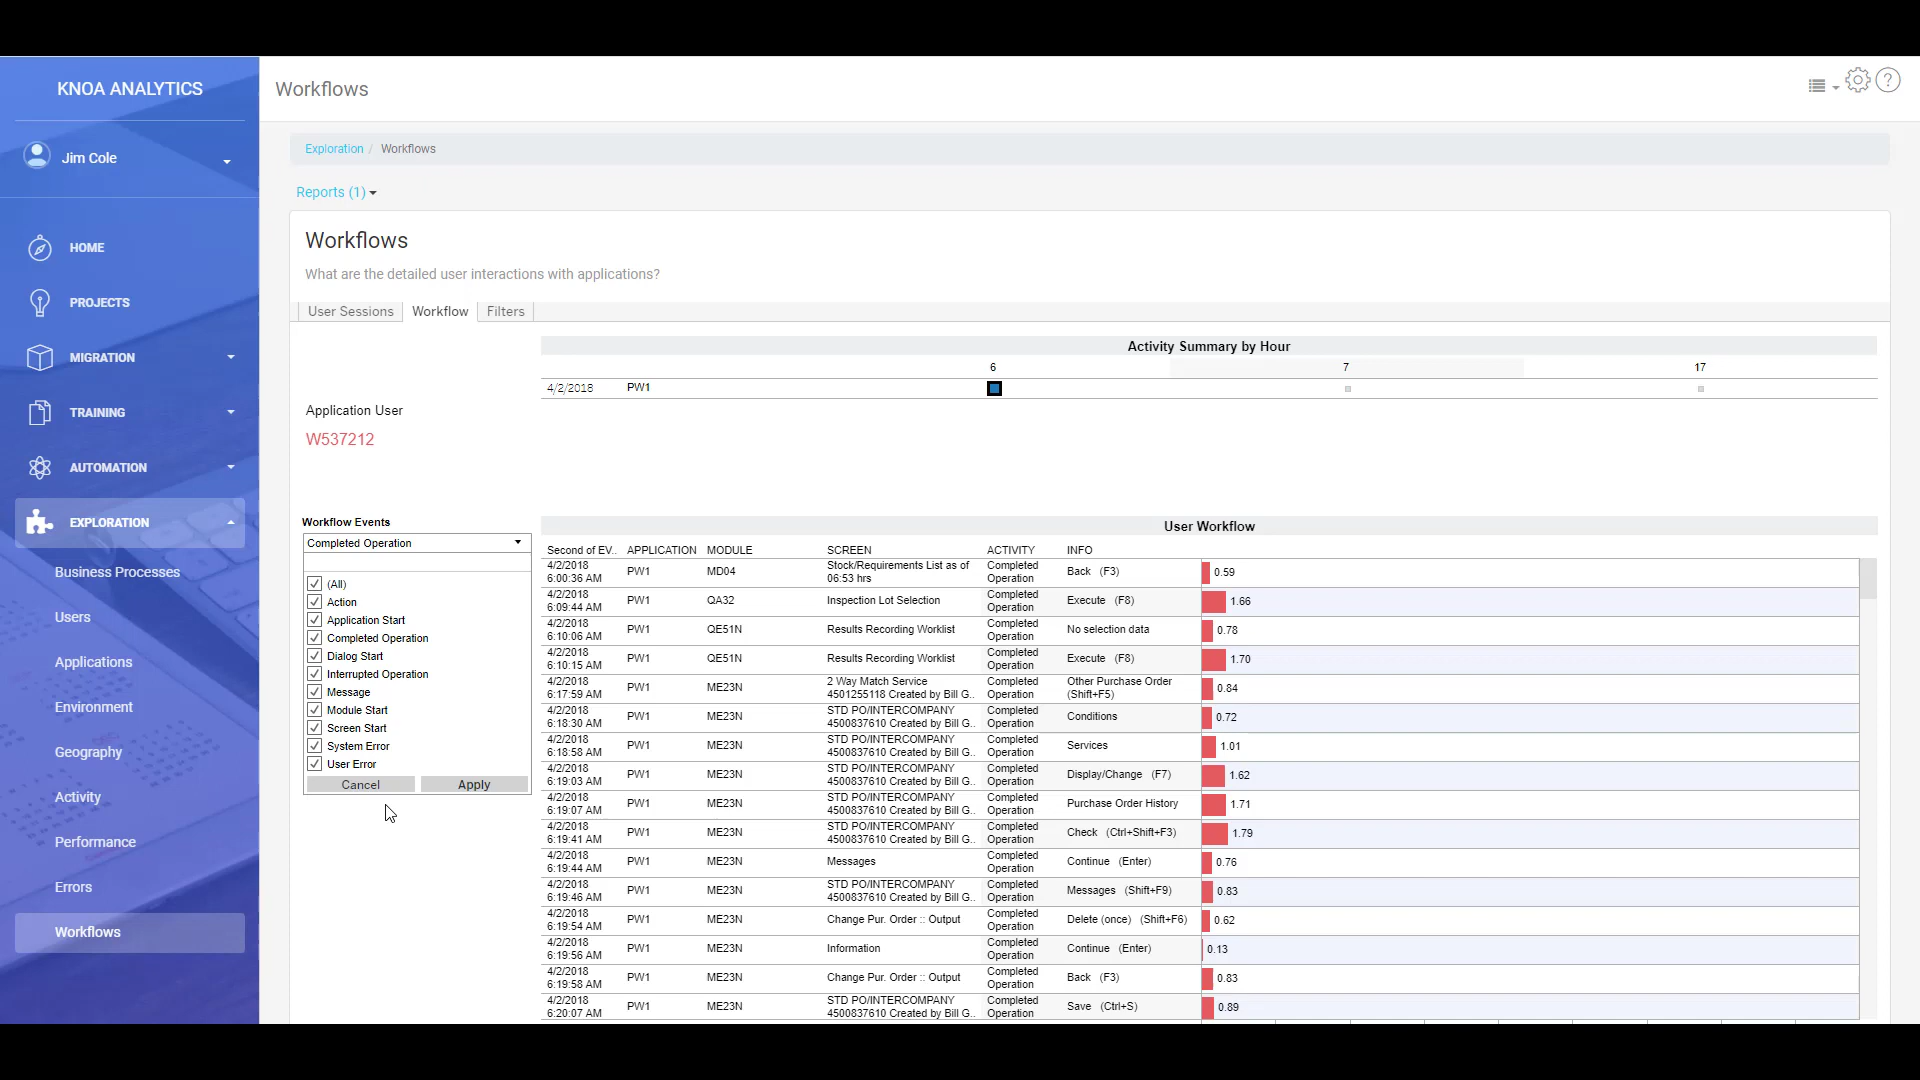 KNOA ANALYTICS
Workflows
Jim Cole
HOME
PROJECTS
MIGRATION
TRAINING
AUTOMATION
EXPLORATION
Business Processes
Users
Applications
Environment
Geography
Activity
Performance
Errors
Workflows
Exploration / Workflows
Reports (1)
Workflows
What are the detailed user interactions with applications?
User Sessions Workflow Filters
Activity Summary by Hour
6 7 17
4/2/2018 PW1
Application User
W537212
Workflow Events
Completed Operation
(All)
Action
Application Start
Completed Operation
Dialog Start
Interrupted Operation
Message
Module Start
Screen Start
System Error
User Error
Cancel Apply
User Workflow
Second of EV.. APPLICATION MODULE SCREEN ACTIVITY INFO
4/2/2018 6:00:36 AM PW1 MD04 Stock/Requirements List as of 06:53 hrs Completed Operation Back (F3) 0.59
4/2/2018 6:09:44 AM PW1 QA32 Inspection Lot Selection Completed Operation Execute (F8) 1.66
4/2/2018 6:10:06 AM PW1 QE51N Results Recording Worklist Completed Operation No selection data 0.78
4/2/2018 6:10:15 AM PW1 QE51N Results Recording Worklist Completed Operation Execute (F8) 1.70
4/2/2018 6:17:59 AM PW1 ME23N 2 Way Match Service 4501255118 Created by Bill G.. Completed Operation Other Purchase Order (Shift+F5) 0.84
4/2/2018 6:18:30 AM PW1 ME23N STD PO/INTERCOMPANY 4500837610 Created by Bill G.. Completed Operation Conditions 0.72
4/2/2018 6:18:58 AM PW1 ME23N STD PO/INTERCOMPANY 4500837610 Created by Bill G.. Completed Operation Services 1.01
4/2/2018 6:19:03 AM PW1 ME23N STD PO/INTERCOMPANY 4500837610 Created by Bill G.. Completed Operation Display/Change (F7) 1.62
4/2/2018 6:19:07 AM PW1 ME23N STD PO/INTERCOMPANY 4500837610 Created by Bill G.. Completed Operation Purchase Order History 1.71
4/2/2018 6:19:41 AM PW1 ME23N STD PO/INTERCOMPANY 4500837610 Created by Bill G.. Completed Operation Check (Ctrl+Shift+F3) 1.79
4/2/2018 6:19:44 AM PW1 ME23N Messages Completed Operation Continue (Enter) 0.76
4/2/2018 6:19:46 AM PW1 ME23N STD PO/INTERCOMPANY 4500837610 Created by Bill G.. Completed Operation Messages (Shift+F9) 0.83
4/2/2018 6:19:54 AM PW1 ME23N Change Pur. Order :: Output Completed Operation Delete (once) (Shift+F6) 0.62
4/2/2018 6:19:56 AM PW1 ME23N Information Completed Operation Continue (Enter) 0.13
4/2/2018 6:19:58 AM PW1 ME23N Change Pur. Order :: Output Completed Operation Back (F3) 0.83
4/2/2018 6:20:07 AM PW1 ME23N STD PO/INTERCOMPANY 4500837610 Created by Bill G.. Completed Operation Save (Ctrl+S) 0.89